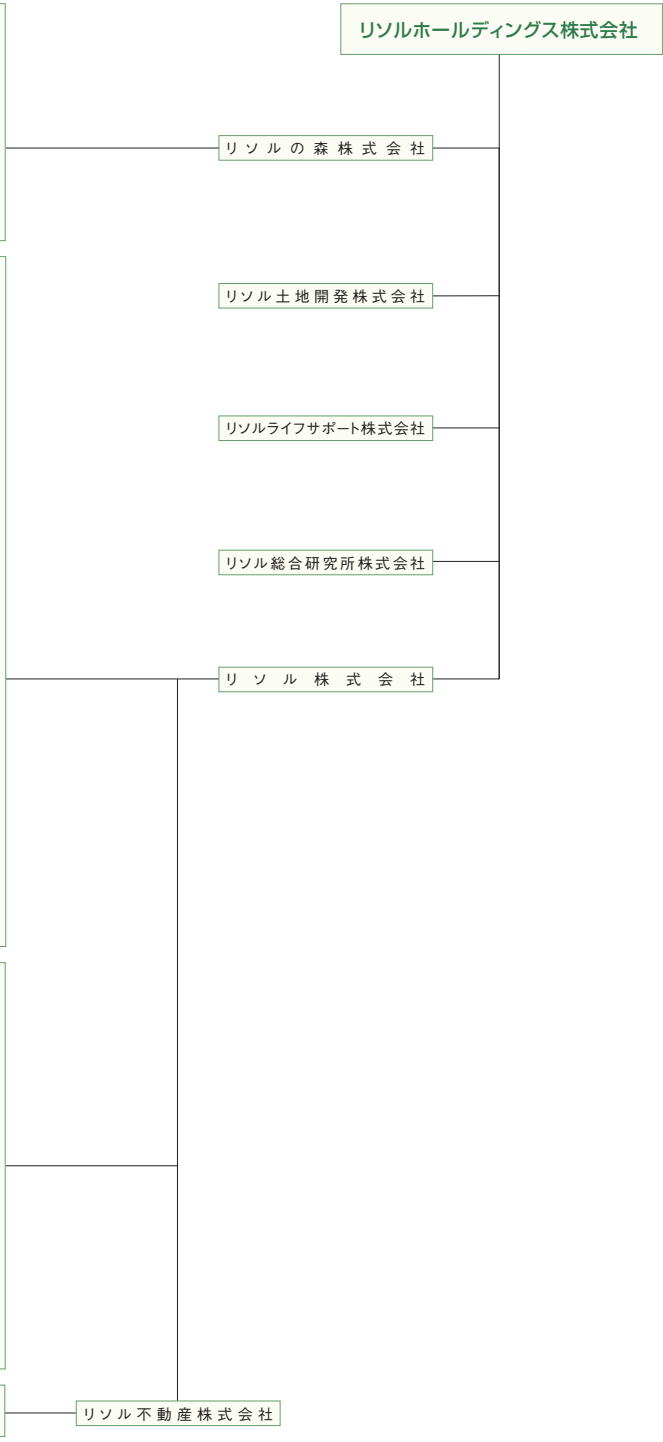 リソルホールディングス株式会社
リソルの森株式会社
リソル土地開発株式会社
リソルライフサポート株式会社
リソル総合研究所株式会社
リソル株式会社
リソル不動産株式会社